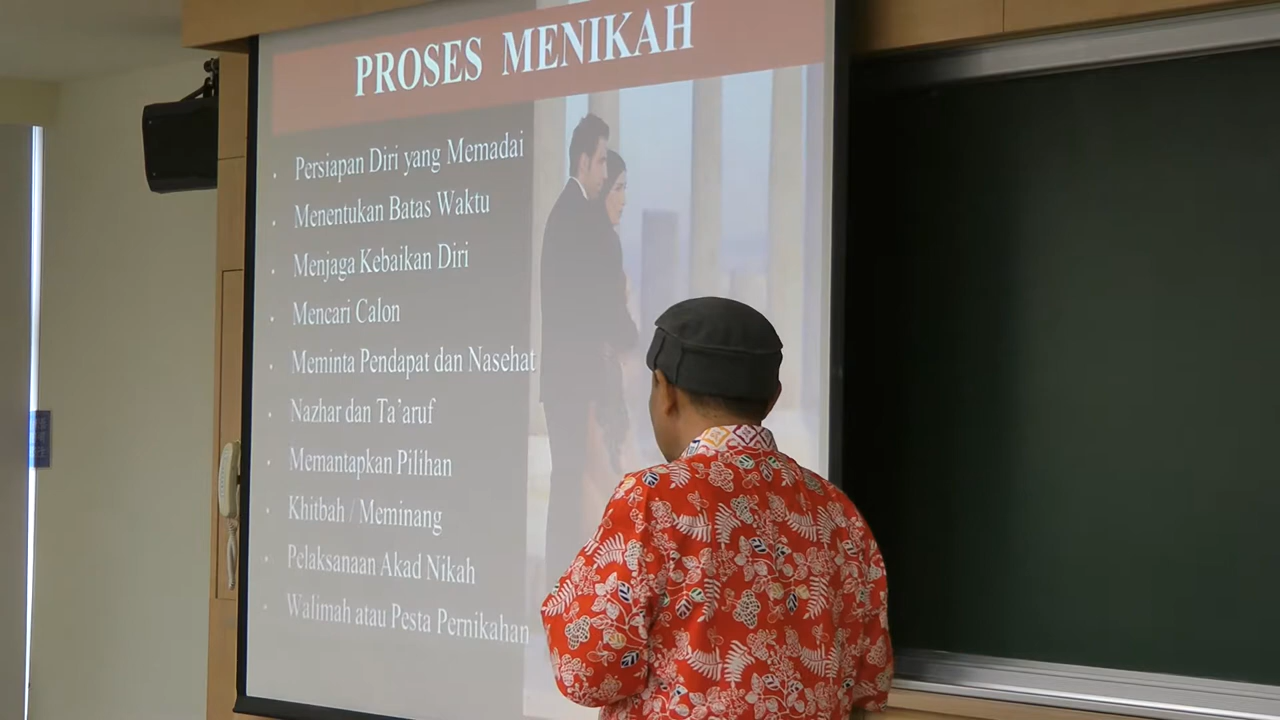 PROSES MENIKAH
Persiapan Diri yang Memadai
Menentukan Batas Waktu
Menjaga Kebaikan Diri
Mencari Calon
Meminta Pendapat dan Nasehat
Nazhar dan Ta'aruf
Memantapkan Pilihan
Khitbah / Meminang
Pelaksanaan Akad Nikah
Walimah atau Pesta Pernikahan